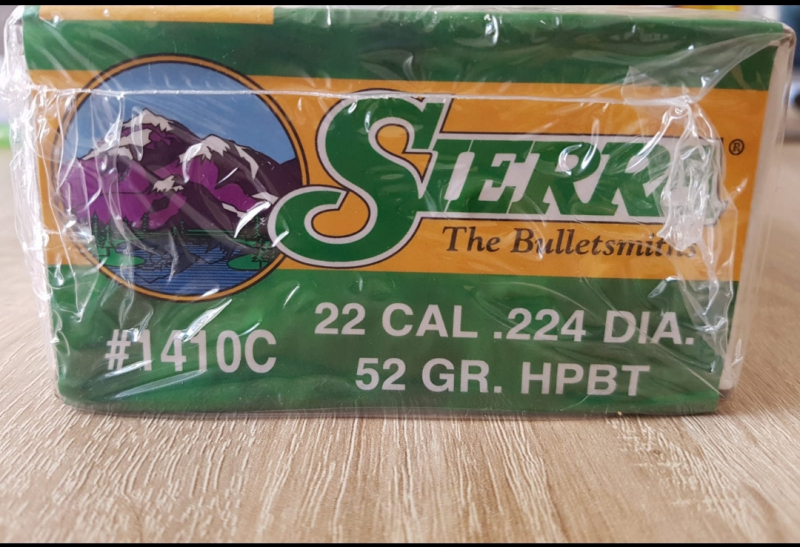 SIERRA®
The Bulletsmiths
#1410C
22 CAL .224 DIA.
52 GR. HPBT